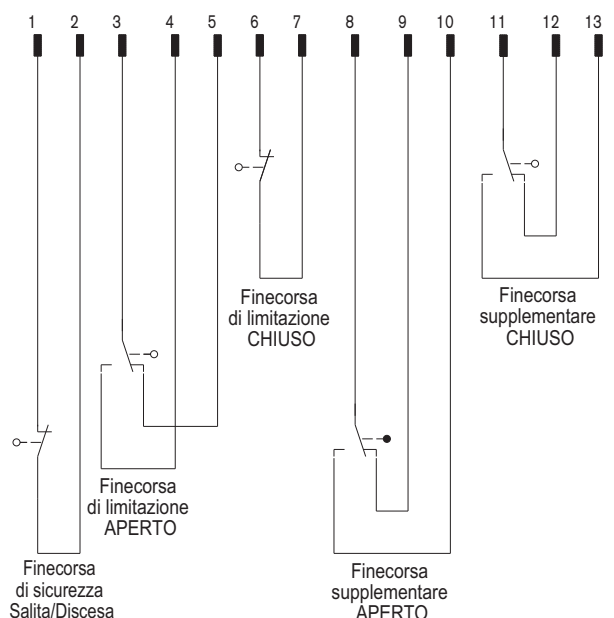 1 2 3 4 5 6 7 8 9 10 11 12 13
Finecorsa
di limitazione
CHIUSO
Finecorsa
supplementare
CHIUSO
Finecorsa
di limitazione
APERTO
Finecorsa
di sicurezza
Salita/Discesa
Finecorsa
supplementare
APERTO